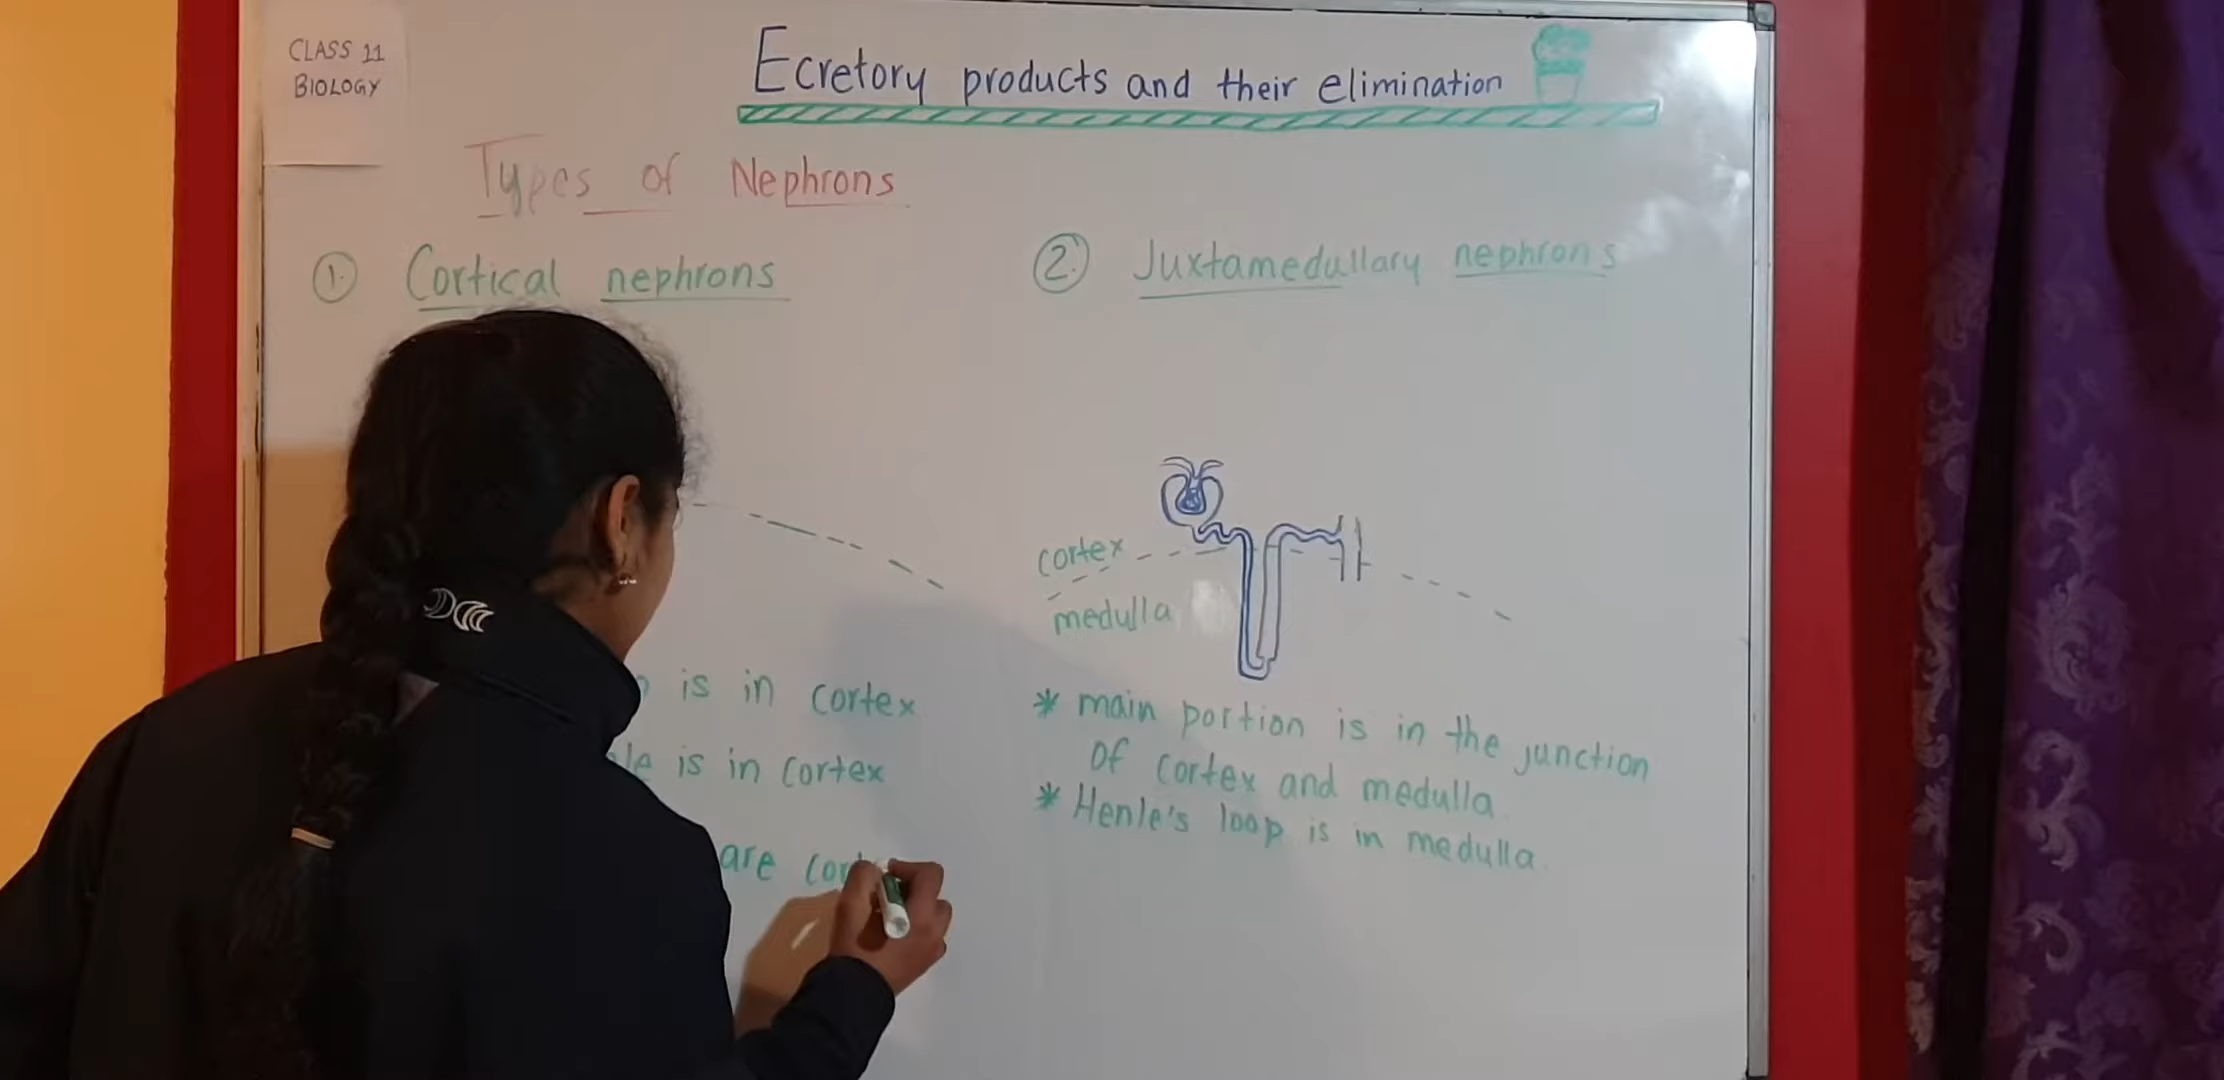 CLASS 11
BIOLOGY
Ecretory products and their elimination
Types of Nephrons
1. Cortical nephrons
2. Juxtamedullary nephrons
cortex
medulla
is in cortex
is in cortex
are
* main portion is in the junction
of cortex and medulla.
* Henle's loop is in medulla.